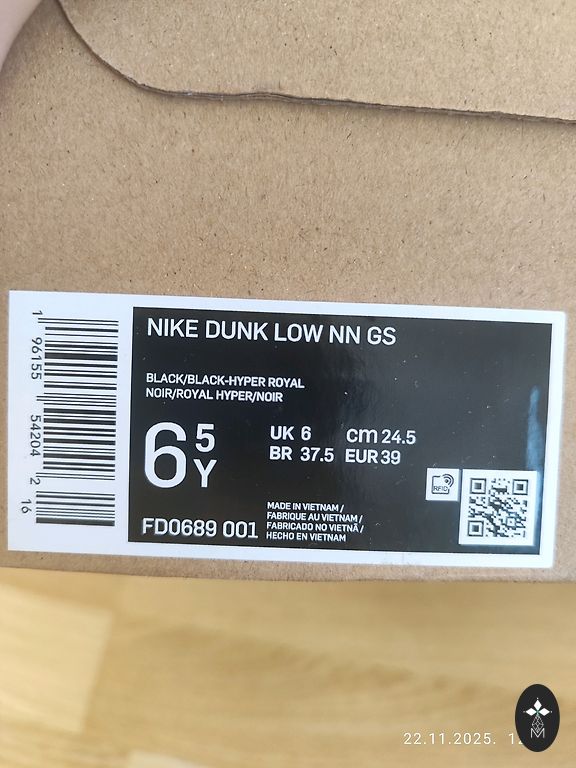 NIKE DUNK LOW NN GS
BLACK/BLACK-HYPER ROYAL
NOIR/ROYAL HYPER/NOIR
6 5 Y
UK 6 cm 24.5
BR 37.5 EUR 39
RFID
FD0689 001
MADE IN VIETNAM /
FABRIQUE AU VIETNAM /
FABRICADO NO VIETNÃ /
HECHO EN VIETNAM
1 96155 54204 2 16
22.11.2025.
M